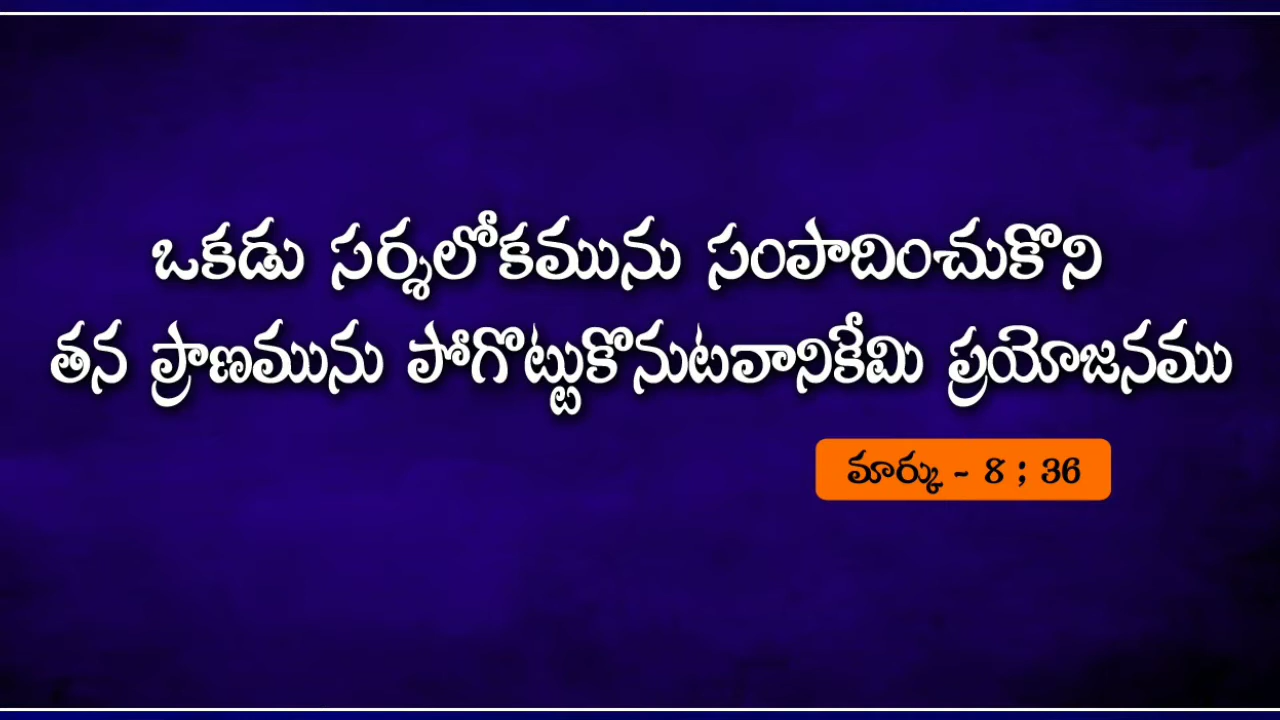 ఒకడు సర్వలోకమును సంపాదించుకొని
తన ప్రాణమును పోగొట్టుకొనుటవానికేమి ప్రయోజనము
మార్కు - 8 ; 36